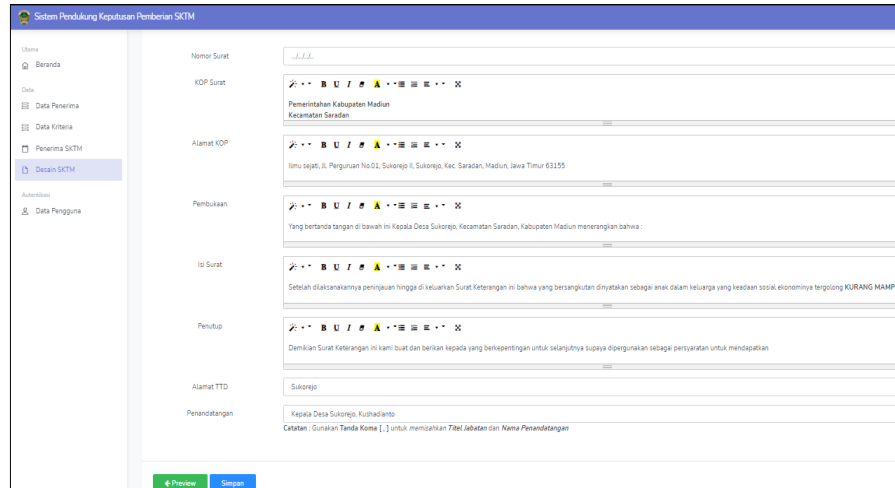 Sistem Pendukung Keputusan Pemberian SKTM
Utama
Beranda
Data
Data Penerima
Data Kriteria
Penerima SKTM
Desain SKTM
Autentikasi
Data Pengguna
Nomor Surat
.../.../.../..
KOP Surat
B U I A
Pemerintahan Kabupaten Madiun
Kecamatan Saradan
Alamat KOP
B U I A
Ilmu sejati, Jl. Perguruan No.01, Sukorejo II, Sukorejo, Kec. Saradan, Madiun, Jawa Timur 63155
Pembukaan
B U I A
Yang bertanda tangan di bawah ini Kepala Desa Sukorejo, Kecamatan Saradan, Kabupaten Madiun menerangkan bahwa :
Isi Surat
B U I A
Setelah dilaksanakannya peninjauan hingga di keluarkan Surat Keterangan ini bahwa yang bersangkutan dinyatakan sebagai anak dalam keluarga yang keadaan sosial ekonominya tergolong KURANG MAMP
Penutup
B U I A
Demikian Surat Keterangan ini kami buat dan berikan kepada yang berkepentingan untuk selanjutnya supaya dipergunakan sebagai persyaratan untuk mendapatkan
Alamat TTD
Sukorejo
Penandatangan
Kepala Desa Sukorejo, Kushadianto
Catatan : Gunakan Tanda Koma [ , ] untuk memisahkan Titel Jabatan dan Nama Penandatangan
Preview
Simpan